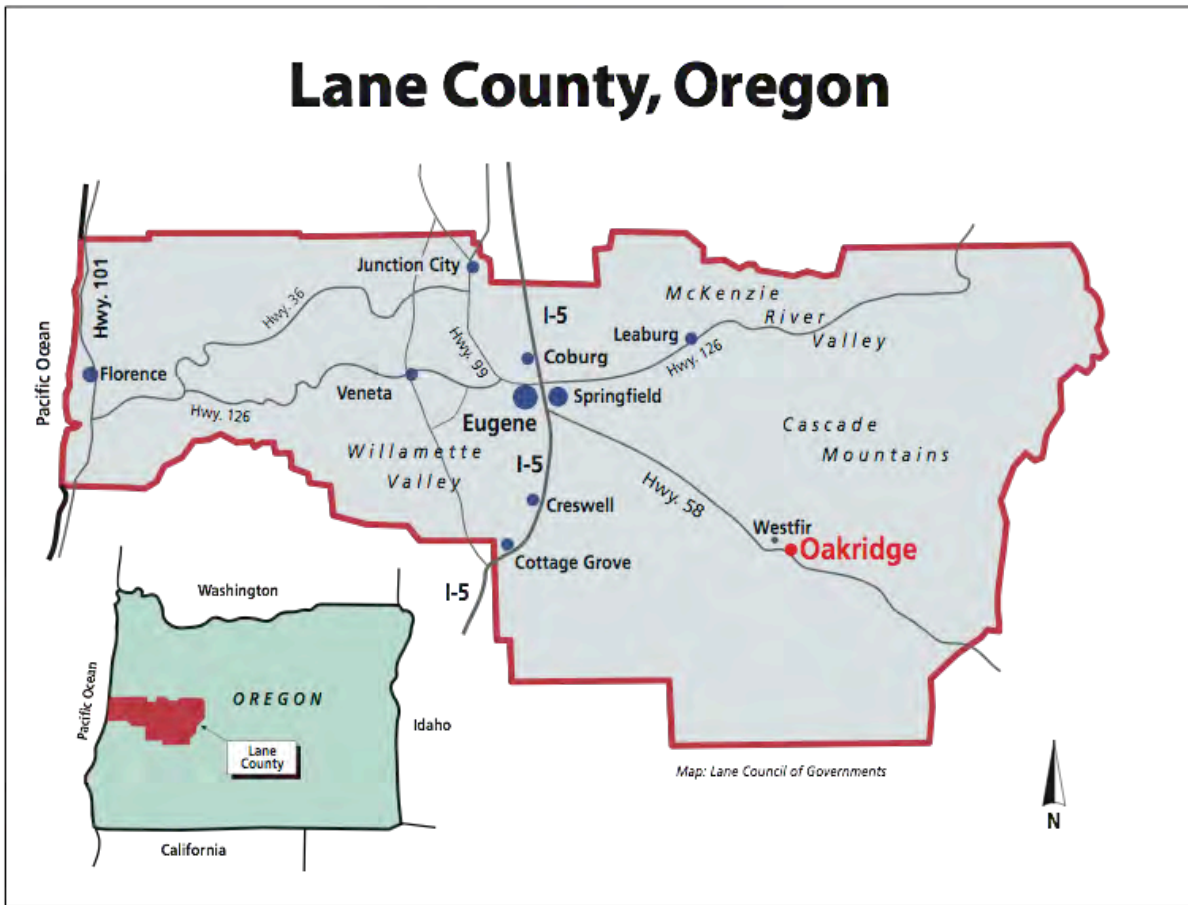 Lane County, Oregon
Pacific Ocean
Hwy. 101
Junction City
Hwy. 36
Hwy. 99
I-5
McKenzie
River
Valley
Leaburg
Coburg
Hwy. 126
Florence
Veneta
Springfield
Hwy. 126
Eugene
Cascade
Mountains
Willamette
Valley
I-5
Hwy. 58
Creswell
Westfir
Oakridge
Cottage Grove
I-5
Washington
Pacific Ocean
OREGON
Idaho
Lane
County
California
Map: Lane Council of Governments
N